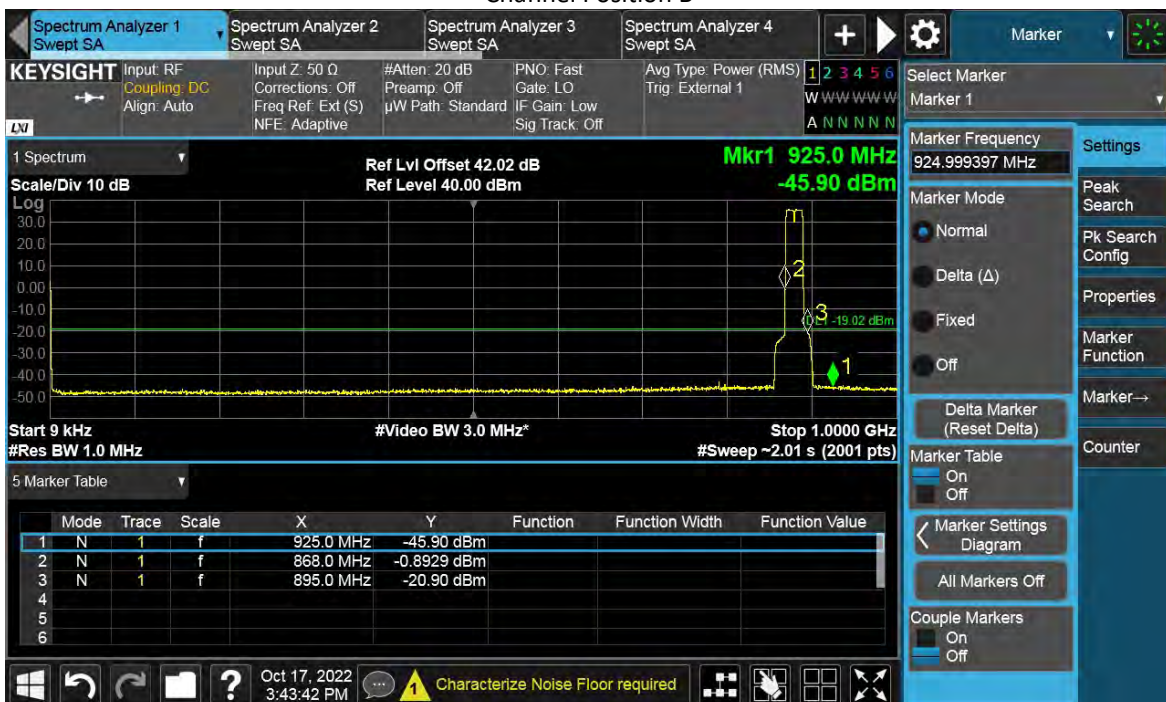 Channel Position B
Spectrum Analyzer 1
Swept SA
Spectrum Analyzer 2
Swept SA
Spectrum Analyzer 3
Swept SA
Spectrum Analyzer 4
Swept SA
+
Marker
KEYSIGHT
LXI
Input: RF
Coupling: DC
Align: Auto
Input Z: 50 Ω
Corrections: Off
Freq Ref: Ext (S)
NFE: Adaptive
#Atten: 20 dB
Preamp: Off
µW Path: Standard
PNO: Fast
Gate: LO
IF Gain: Low
Sig Track: Off
Avg Type: Power (RMS)
Trig: External 1
1 2 3 4 5 6
W W W W W W
A N N N N N
Select Marker
Marker 1
1 Spectrum
Scale/Div 10 dB
Ref Lvl Offset 42.02 dB
Ref Level 40.00 dBm
Mkr1 925.0 MHz
-45.90 dBm
Log
30.0
20.0
10.0
0.00
-10.0
-20.0
-30.0
-40.0
-50.0
2
3
-19.02 dBm
1
Start 9 kHz
#Video BW 3.0 MHz*
Stop 1.0000 GHz
#Res BW 1.0 MHz
#Sweep ~2.01 s (2001 pts)
5 Marker Table
Mode Trace Scale X Y Function Function Width Function Value
1 N 1 f 925.0 MHz -45.90 dBm
2 N 1 f 868.0 MHz -0.8929 dBm
3 N 1 f 895.0 MHz -20.90 dBm
4
5
6
Marker Frequency
924.999397 MHz
Marker Mode
Normal
Delta (Δ)
Fixed
Off
Delta Marker
(Reset Delta)
Marker Table
On
Off
Marker Settings
Diagram
All Markers Off
Couple Markers
On
Off
Settings
Peak
Search
Pk Search
Config
Properties
Marker
Function
Marker→
Counter
?
Oct 17, 2022
3:43:42 PM
1
Characterize Noise Floor required